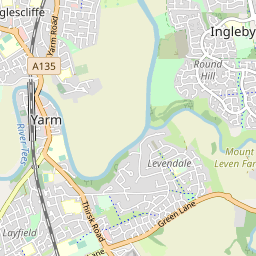 glescliffe
Yarm Road
Ingleby
A135
Round
Hill
Yarm
River Tees
Levendale
Mount
Leven Far
Thirsk Road
Green Lane
Layfield